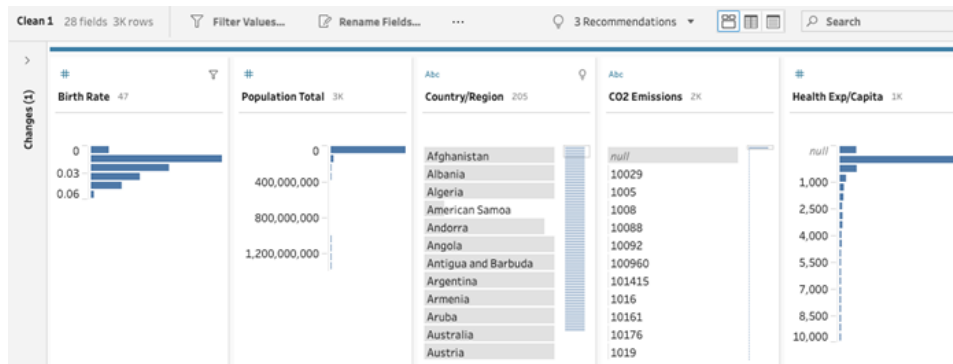 Clean 1 28 fields 3K rows Filter Values... Rename Fields... ... 3 Recommendations Search
Changes (1)
#
Birth Rate 47
0
0.03
0.06
#
Population Total 3K
0
400,000,000
800,000,000
1,200,000,000
Abc
Country/Region 205
Afghanistan
Albania
Algeria
American Samoa
Andorra
Angola
Antigua and Barbuda
Argentina
Armenia
Aruba
Australia
Austria
Abc
CO2 Emissions 2K
null
10029
1005
1008
10088
10092
100960
101415
1016
10161
10176
1019
#
Health Exp/Capita 1K
null
1,000
2,500
4,000
5,500
7,000
8,500
10,000